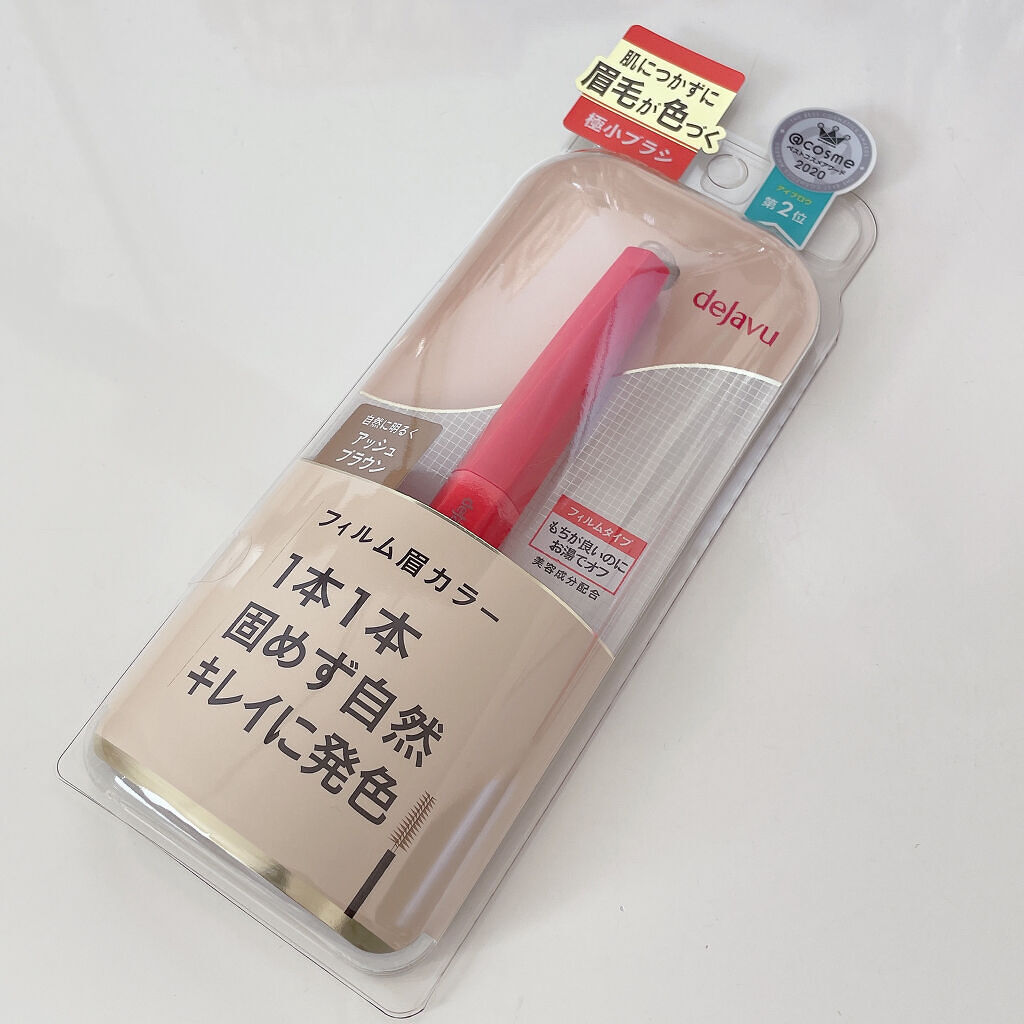 肌につかずに
眉毛が色づく
極小ブラシ
@cosme
ベストコスメアワード
2020
アイブロウ
第2位
dejavu
自然に明るく
アッシュ
ブラウン
フィルムタイプ
もちが良いのに
お湯でオフ
美容成分配合
フィルム眉カラー
1本1本
固めず自然
キレイに発色